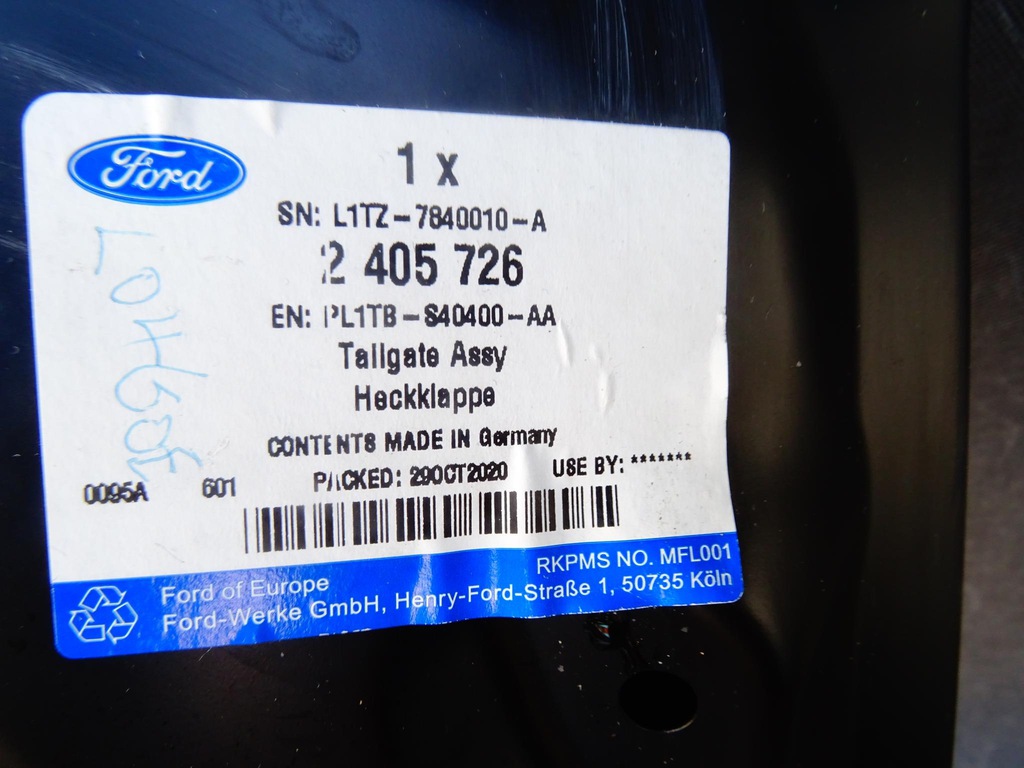 Ford
1 x
SN: L1TZ-7840010-A
2 405 726
EN: PL1TB-S40400-AA
Tailgate Assy
Heckklappe
CONTENTS MADE IN Germany
PACKED: 29OCT2020 USE BY: *******
0095A 601
RKPMS NO. MFL001
Ford of Europe
Ford-Werke GmbH, Henry-Ford-Straße 1, 50735 Köln